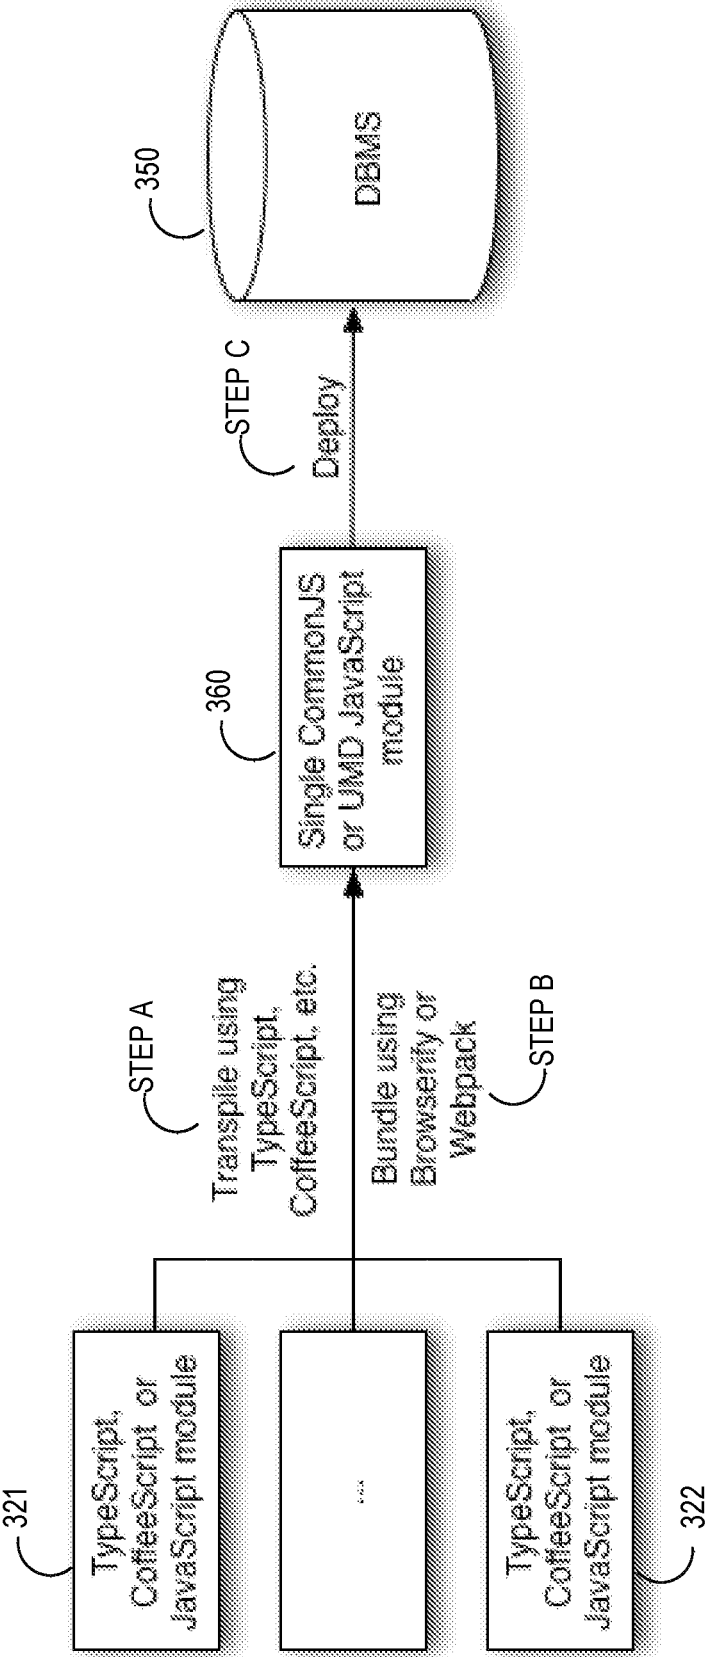 321
TypeScript,
CoffeeScript or
JavaScript module
...
TypeScript,
CoffeeScript or
JavaScript module
322
STEP A
Transpile using
TypeScript,
CoffeeScript, etc.
Bundle using
Browserify or
Webpack
STEP B
360
Single CommonJS
or UMD JavaScript
module
STEP C
Deploy
350
DBMS